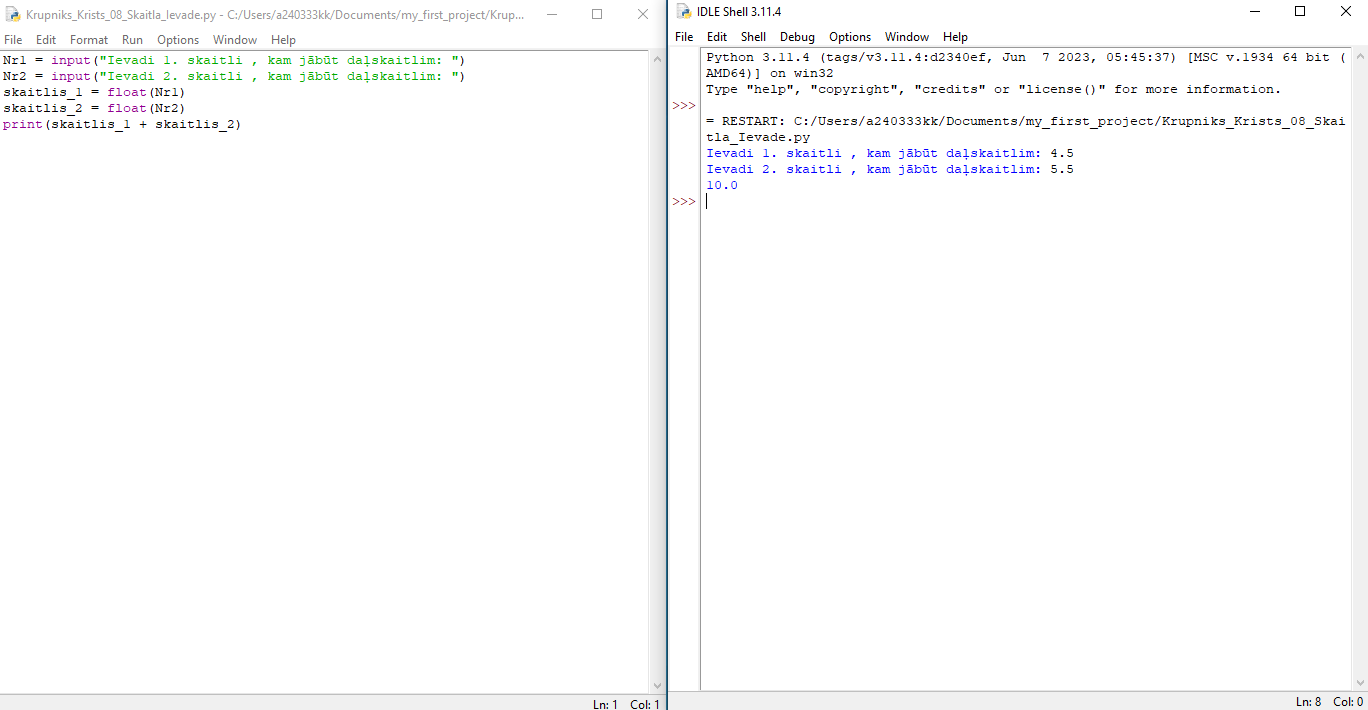 Krupniks_Krists_08_Skaitla_Ievade.py - C:/Users/a240333kk/Documents/my_first_project/Krup...
File Edit Format Run Options Window Help
Nr1 = input("Ievadi 1. skaitli , kam jābūt daļskaitlim: ")
Nr2 = input("Ievadi 2. skaitli , kam jābūt daļskaitlim: ")
skaitlis_1 = float(Nr1)
skaitlis_2 = float(Nr2)
print(skaitlis_1 + skaitlis_2)
Ln: 1 Col: 1
IDLE Shell 3.11.4
File Edit Shell Debug Options Window Help
Python 3.11.4 (tags/v3.11.4:d2340ef, Jun  7 2023, 05:45:37) [MSC v.1934 64 bit (
AMD64)] on win32
Type "help", "copyright", "credits" or "license()" for more information.
>>>
= RESTART: C:/Users/a240333kk/Documents/my_first_project/Krupniks_Krists_08_Skai
tla_Ievade.py
Ievadi 1. skaitli , kam jābūt daļskaitlim: 4.5
Ievadi 2. skaitli , kam jābūt daļskaitlim: 5.5
10.0
>>>
Ln: 8 Col: 0